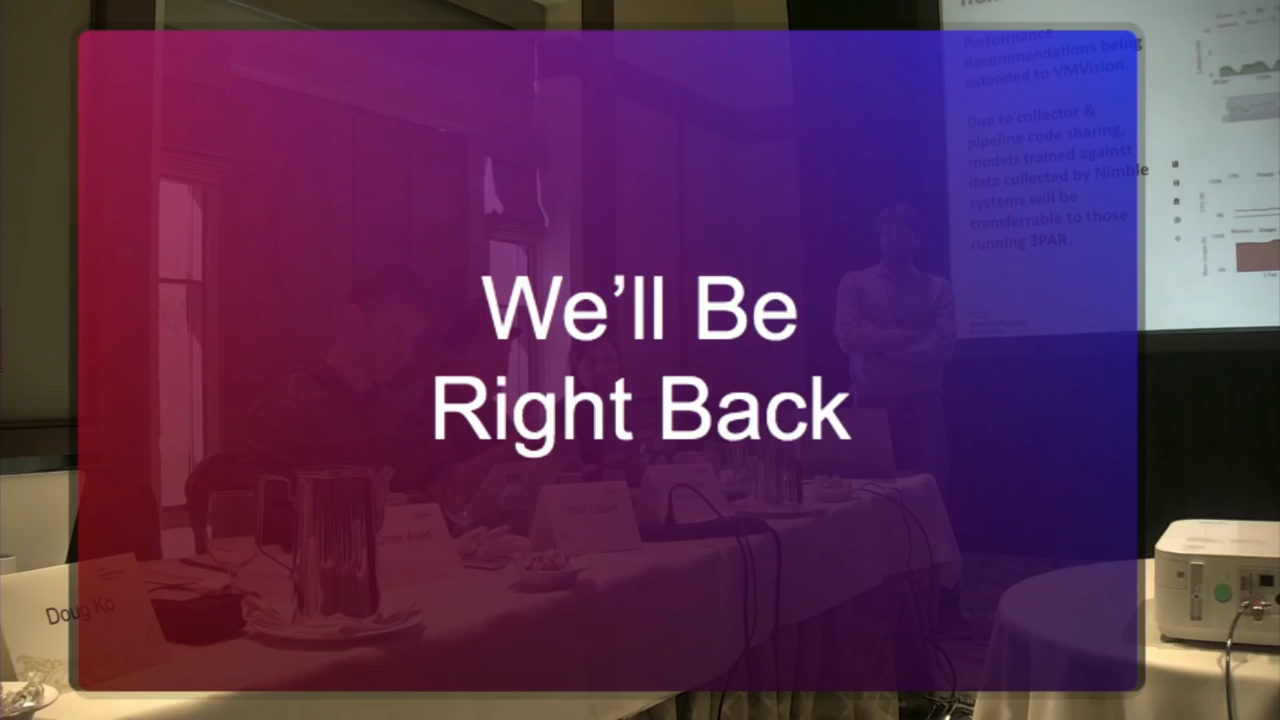 Performance
Recommendations being
extended to VMVision.
Due to collector &
pipeline code sharing,
models trained against
data collected by Nimble
systems will be
transferrable to those
running 3PAR.
We’ll Be
Right Back
Doug Ko